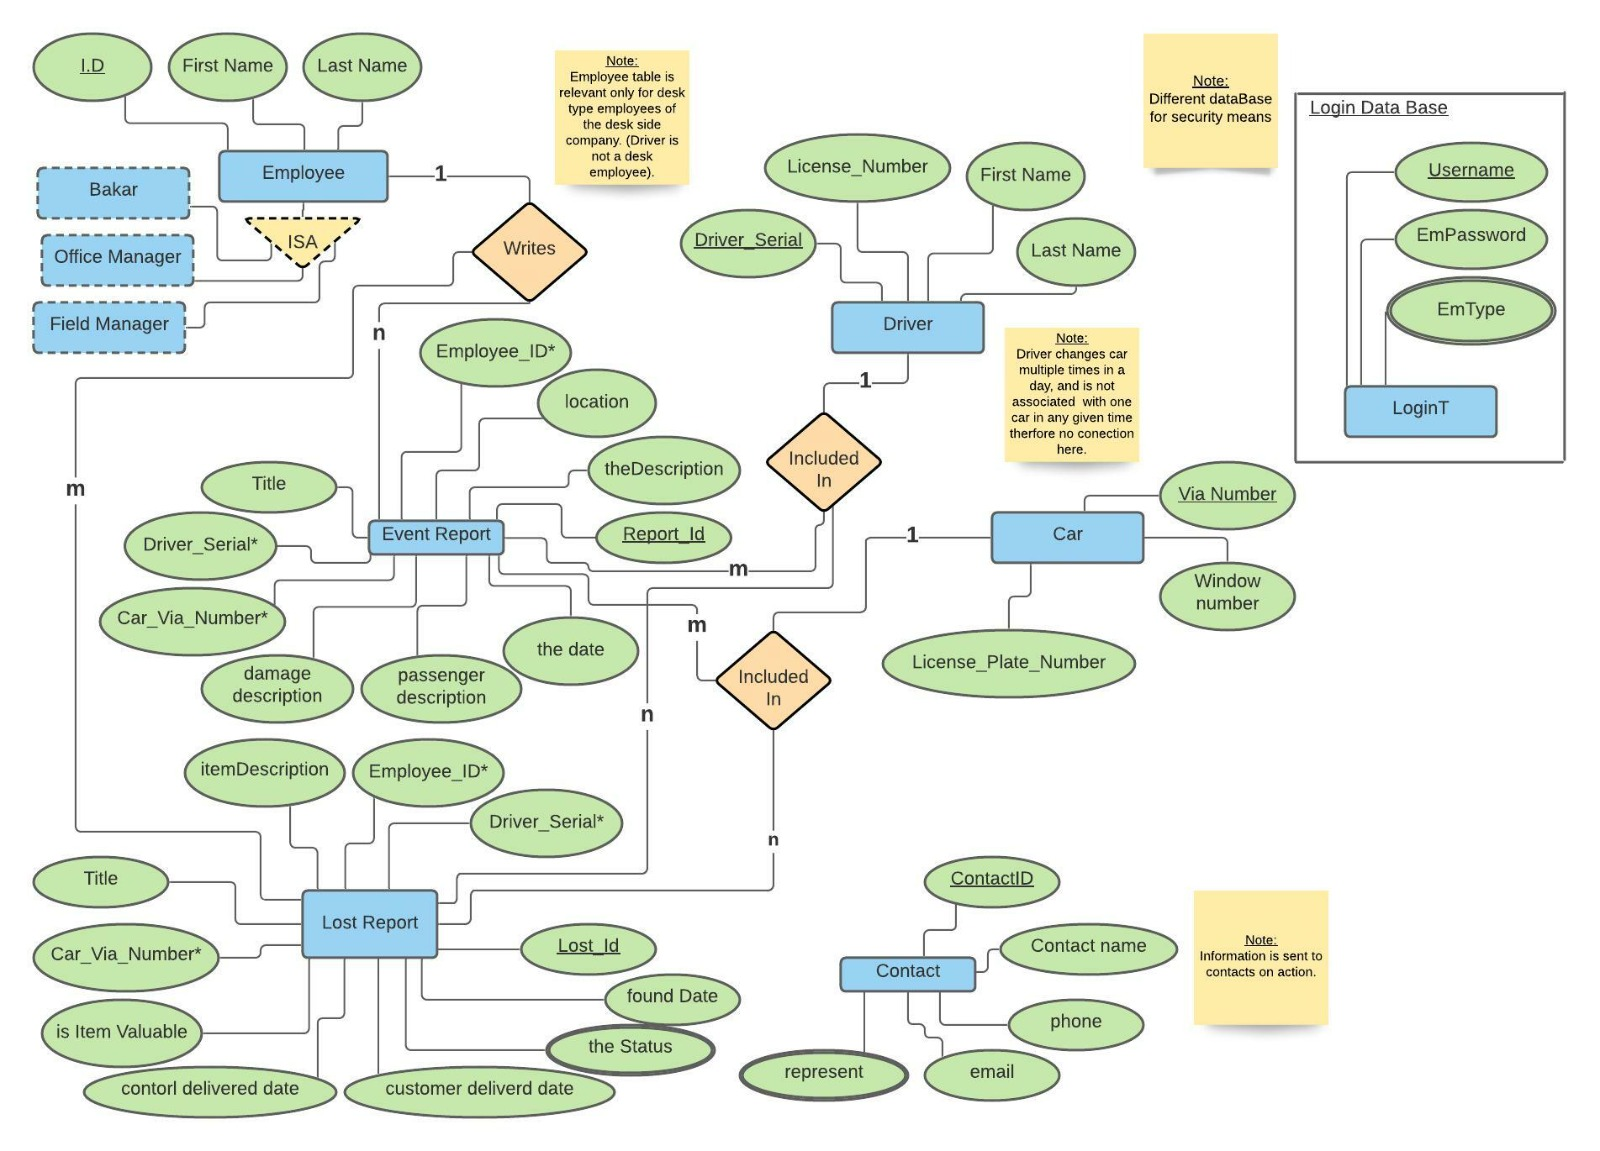 I.D
First Name
Last Name
Note:
Employee table is
relevant only for desk
type employees of
the desk side
company. (Driver is
not a desk
employee).
Note:
Different dataBase
for security means
Login Data Base
Username
EmPassword
EmType
LoginT
Employee
1
Bakar
ISA
Office Manager
Field Manager
Writes
n
m
License_Number
First Name
Driver_Serial
Last Name
Driver
1
Note:
Driver changes car
multiple times in a
day, and is not
associated with one
car in any given time
therfore no conection
here.
Included
In
Employee_ID*
location
theDescription
Title
Report_Id
Event Report
Driver_Serial*
Car_Via_Number*
damage
description
passenger
description
the date
m
m
n
1
Car
Via Number
Window
number
License_Plate_Number
Included
In
n
itemDescription
Employee_ID*
Driver_Serial*
Title
Lost Report
Car_Via_Number*
Lost_Id
found Date
is Item Valuable
the Status
contorl delivered date
customer deliverd date
ContactID
Contact name
Contact
phone
represent
email
Note:
Information is sent to
contacts on action.